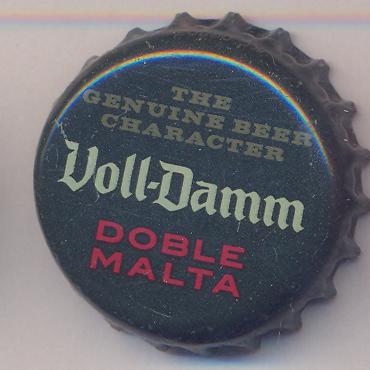 THE
GENUINE BEER
CHARACTER
Voll-Damm
DOBLE
MALTA